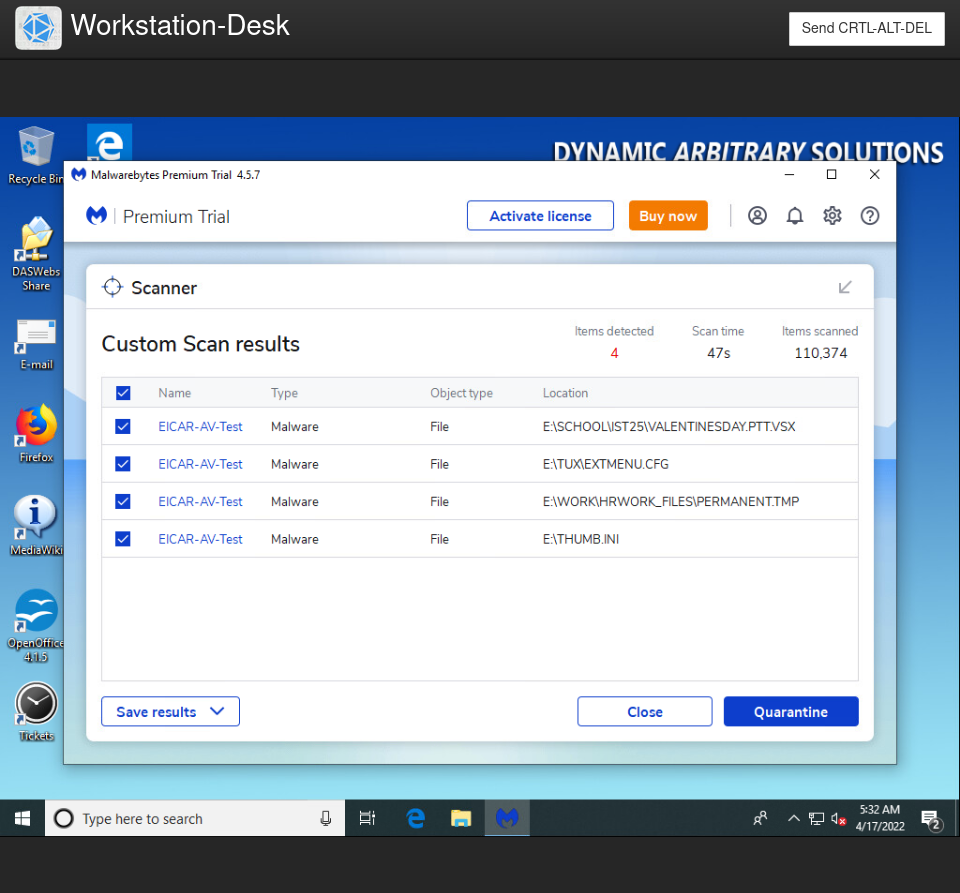 Workstation-Desk
Send CRTL-ALT-DEL
DYNAMIC ARBITRARY SOLUTIONS
Recycle Bin
DASWebs
Share
E-mail
Firefox
MediaWiki
OpenOffice
4.1.5
Tickets
Malwarebytes Premium Trial 4.5.7
Premium Trial
Activate license
Buy now
Scanner
Custom Scan results
Items detected
4
Scan time
47s
Items scanned
110,374
Name Type Object type Location
EICAR-AV-Test Malware File E:\SCHOOL\IST25\VALENTINESDAY.PTT.VSX
EICAR-AV-Test Malware File E:\TUX\EXTMENU.CFG
EICAR-AV-Test Malware File E:\WORK\HRWORK_FILES\PERMANENT.TMP
EICAR-AV-Test Malware File E:\THUMB.INI
Save results
Close
Quarantine
Type here to search
5:32 AM
4/17/2022
2